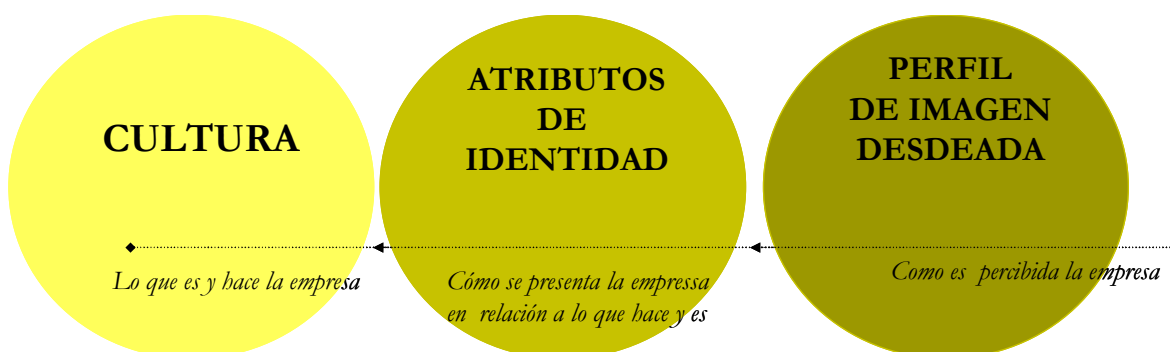 CULTURA
Lo que es y hace la empresa
ATRIBUTOS
DE
IDENTIDAD
Cómo se presenta la empressa
en relación a lo que hace y es
PERFIL
DE IMAGEN
DESDEADA
Como es percibida la empresa